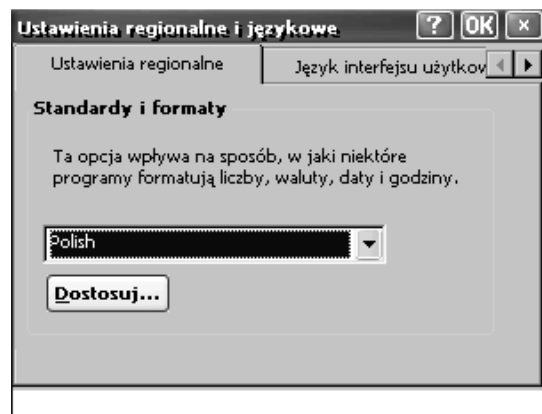 Ustawienia regionalne i językowe ? OK ×
Ustawienia regionalne Język interfejsu użytkow
Standardy i formaty
Ta opcja wpływa na sposób, w jaki niektóre
programy formatują liczby, waluty, daty i godziny.
Polish
Dostosuj...